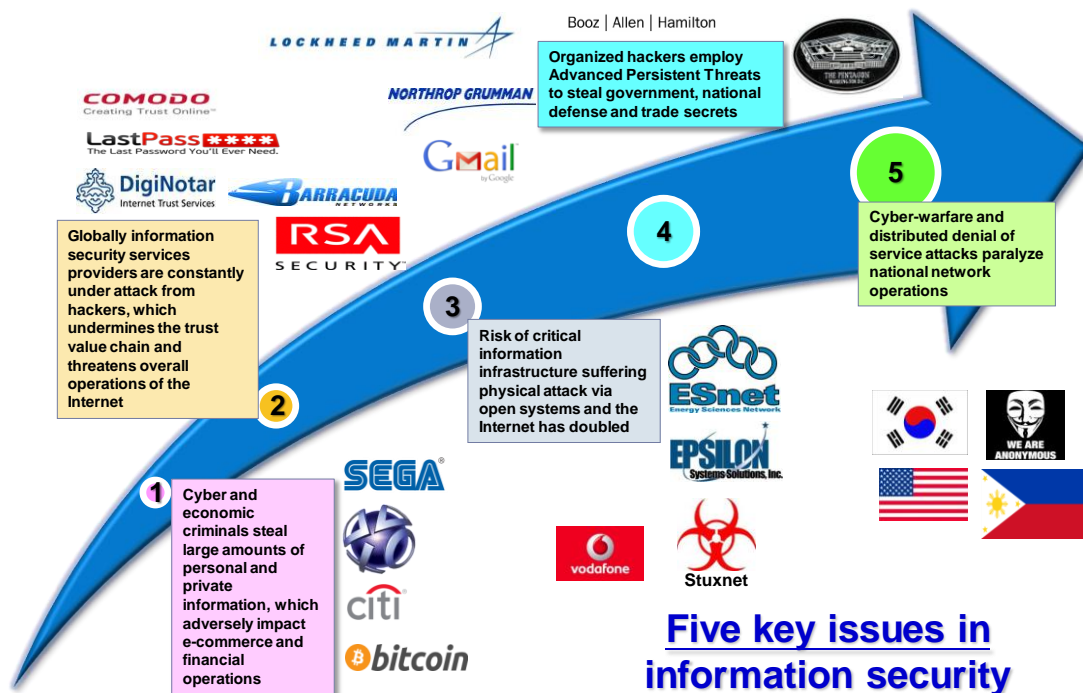 LOCKHEED MARTIN
Booz | Allen | Hamilton
Organized hackers employ
Advanced Persistent Threats
to steal government, national
defense and trade secrets
THE PENTAGON
WASHINGTON D.C.
COMODO
Creating Trust Online™
NORTHROP GRUMMAN
LastPass ****
The Last Password You'll Ever Need.
GMail™
by Google
DigiNotar
Internet Trust Services
BARRACUDA
NETWORKS
RSA
SECURITY™
5
Cyber-warfare and
distributed denial of
service attacks paralyze
national network
operations
4
Globally information
security services
providers are constantly
under attack from
hackers, which
undermines the trust
value chain and
threatens overall
operations of the
Internet
3
Risk of critical
information
infrastructure suffering
physical attack via
open systems and the
Internet has doubled
ESnet
Energy Sciences Network
2
EPSILON
Systems Solutions, Inc.
WE ARE
ANONYMOUS
1
Cyber and
economic
criminals steal
large amounts of
personal and
private
information, which
adversely impact
e-commerce and
financial
operations
SEGA®
citi®
bitcoin
vodafone
Stuxnet
Five key issues in
information security